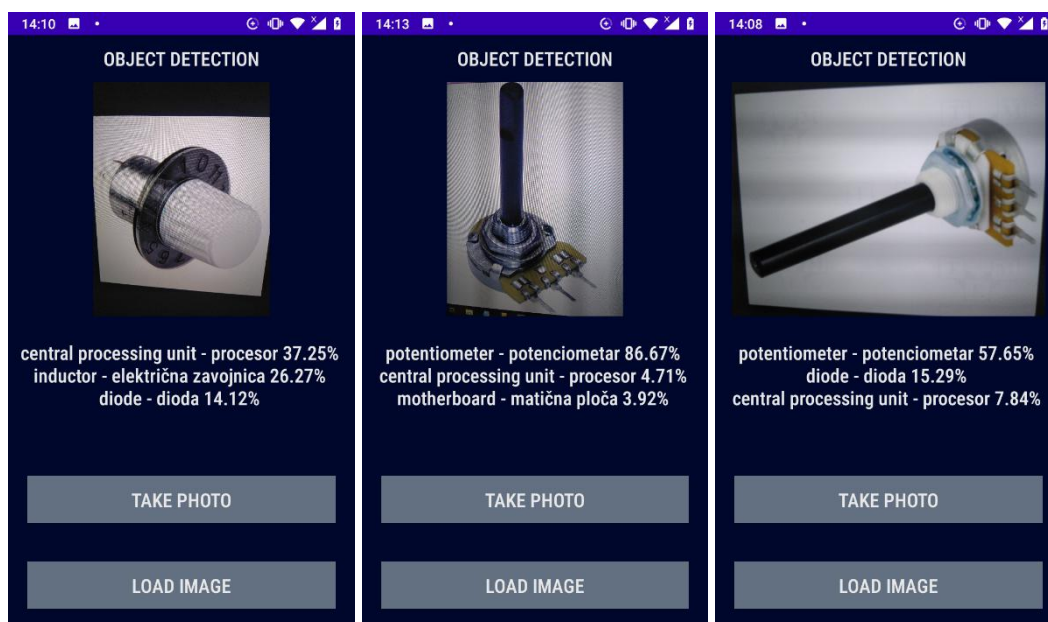 14:10
OBJECT DETECTION
central processing unit - procesor 37.25%
inductor - električna zavojnica 26.27%
diode - dioda 14.12%
TAKE PHOTO
LOAD IMAGE
14:13
OBJECT DETECTION
potentiometer - potenciometar 86.67%
central processing unit - procesor 4.71%
motherboard - matična ploča 3.92%
TAKE PHOTO
LOAD IMAGE
14:08
OBJECT DETECTION
potentiometer - potenciometar 57.65%
diode - dioda 15.29%
central processing unit - procesor 7.84%
TAKE PHOTO
LOAD IMAGE